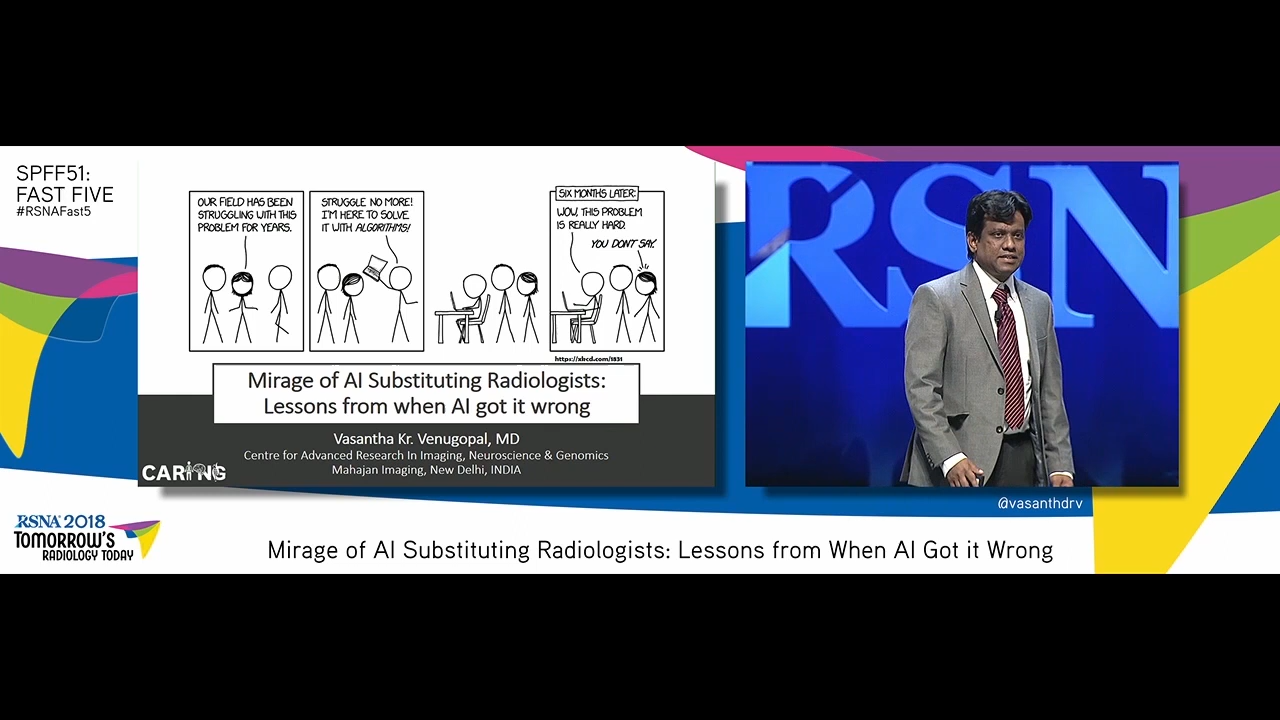 SPFF51:
FAST FIVE
#RSNAFast5
OUR FIELD HAS BEEN
STRUGGLING WITH THIS
PROBLEM FOR YEARS.
STRUGGLE NO MORE!
I'M HERE TO SOLVE
IT WITH ALGORITHMS!
SIX MONTHS LATER:
WOW, THIS PROBLEM
IS REALLY HARD.
YOU DON'T SAY.
https://xkcd.com/1831
Mirage of AI Substituting Radiologists:
Lessons from when AI got it wrong
Vasantha Kr. Venugopal, MD
Centre for Advanced Research In Imaging, Neuroscience & Genomics
Mahajan Imaging, New Delhi, INDIA
CARING
RSN
@vasanthdrv
RSNA® 2018
TOMORROW'S
RADIOLOGY TODAY
Mirage of AI Substituting Radiologists: Lessons from When AI Got it Wrong